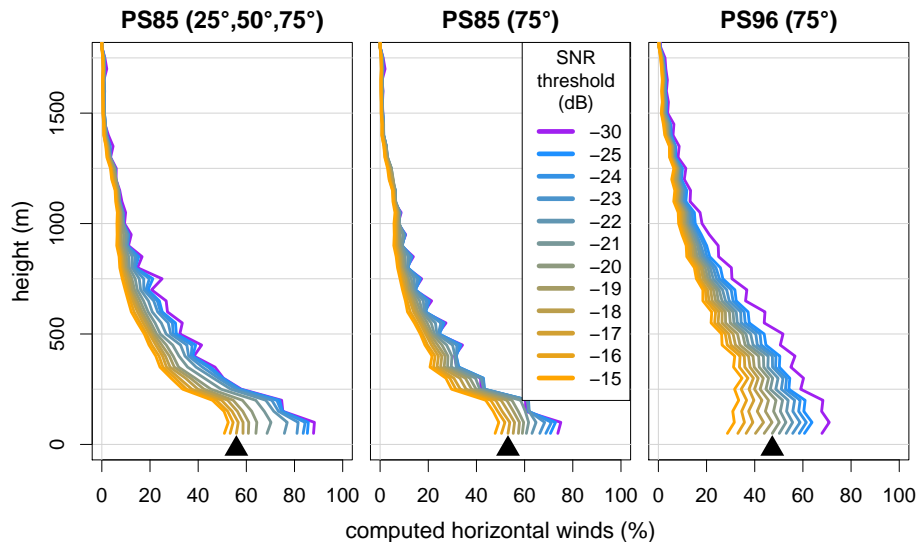 PS85 (25°,50°,75°)
PS85 (75°)
PS96 (75°)
SNR
threshold
(dB)
−30
−25
−24
−23
−22
−21
−20
−19
−18
−17
−16
−15
height (m)
1500
1000
500
0
0 20 40 60 80 100
0 20 40 60 80 100
0 20 40 60 80 100
computed horizontal winds (%)